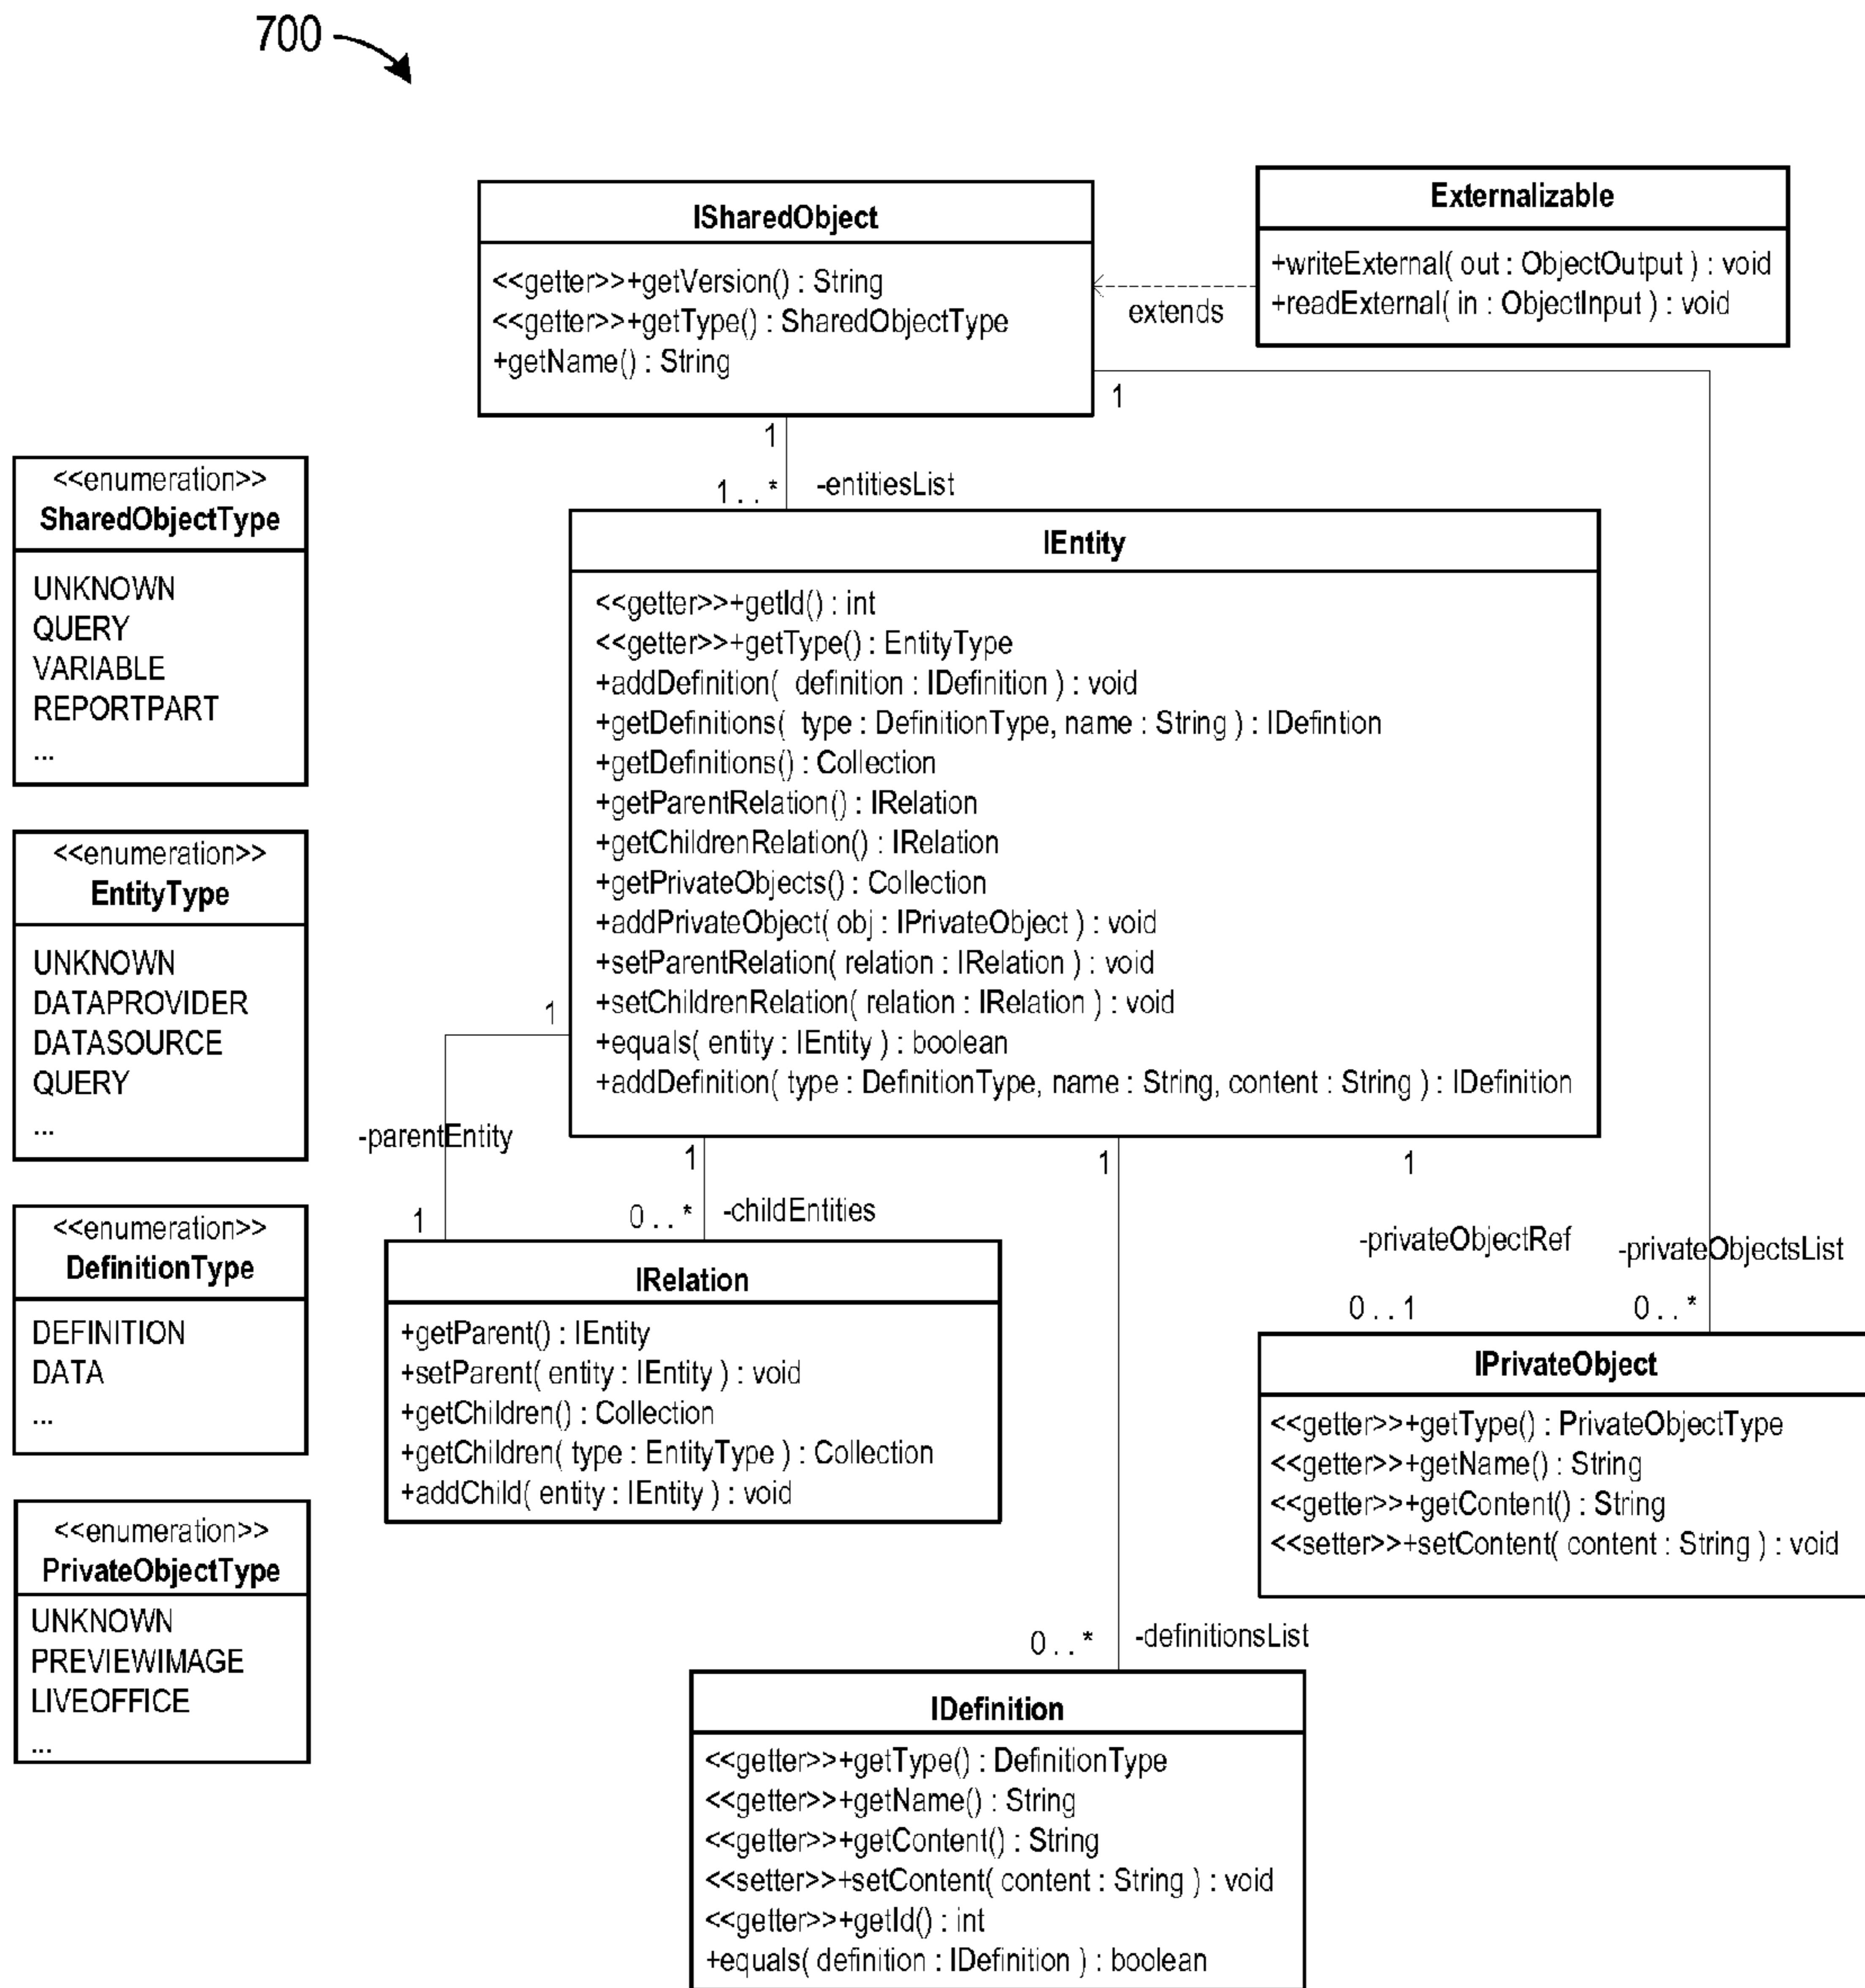 700
ISharedObject
<<getter>>+getVersion() : String
<<getter>>+getType() : SharedObjectType
+getName() : String
Externalizable
+writeExternal( out : ObjectOutput ) : void
+readExternal( in : ObjectInput ) : void
extends
1
1
1 . . *
-entitiesList
<<enumeration>>
SharedObjectType
UNKNOWN
QUERY
VARIABLE
REPORTPART
...
<<enumeration>>
EntityType
UNKNOWN
DATAPROVIDER
DATASOURCE
QUERY
...
<<enumeration>>
DefinitionType
DEFINITION
DATA
...
<<enumeration>>
PrivateObjectType
UNKNOWN
PREVIEWIMAGE
LIVEOFFICE
...
IEntity
<<getter>>+getId() : int
<<getter>>+getType() : EntityType
+addDefinition( definition : IDefinition ) : void
+getDefinitions( type : DefinitionType, name : String ) : IDefintion
+getDefinitions() : Collection
+getParentRelation() : IRelation
+getChildrenRelation() : IRelation
+getPrivateObjects() : Collection
+addPrivateObject( obj : IPrivateObject ) : void
+setParentRelation( relation : IRelation ) : void
+setChildrenRelation( relation : IRelation ) : void
+equals( entity : IEntity ) : boolean
+addDefinition( type : DefinitionType, name : String, content : String ) : IDefinition
1
-parentEntity
1
1
0 . . *
-childEntities
1
1
-privateObjectRef
-privateObjectsList
0 . . 1
0 . . *
IRelation
+getParent() : IEntity
+setParent( entity : IEntity ) : void
+getChildren() : Collection
+getChildren( type : EntityType ) : Collection
+addChild( entity : IEntity ) : void
IPrivateObject
<<getter>>+getType() : PrivateObjectType
<<getter>>+getName() : String
<<getter>>+getContent() : String
<<setter>>+setContent( content : String ) : void
0 . . *
-definitionsList
IDefinition
<<getter>>+getType() : DefinitionType
<<getter>>+getName() : String
<<getter>>+getContent() : String
<<setter>>+setContent( content : String ) : void
<<getter>>+getId() : int
+equals( definition : IDefinition ) : boolean